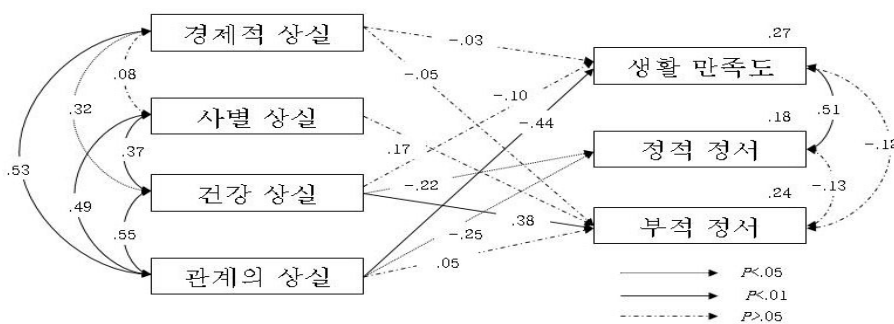 경제적 상실
사별 상실
건강 상실
관계의 상실
생활 만족도
정적 정서
부적 정서
.27
.18
.24
.08
.32
.53
.37
.49
.55
-.03
-.05
-.10
-.44
.17
-.22
.38
-.25
.05
.51
-.12
-.13
P<.05
P<.01
P>.05